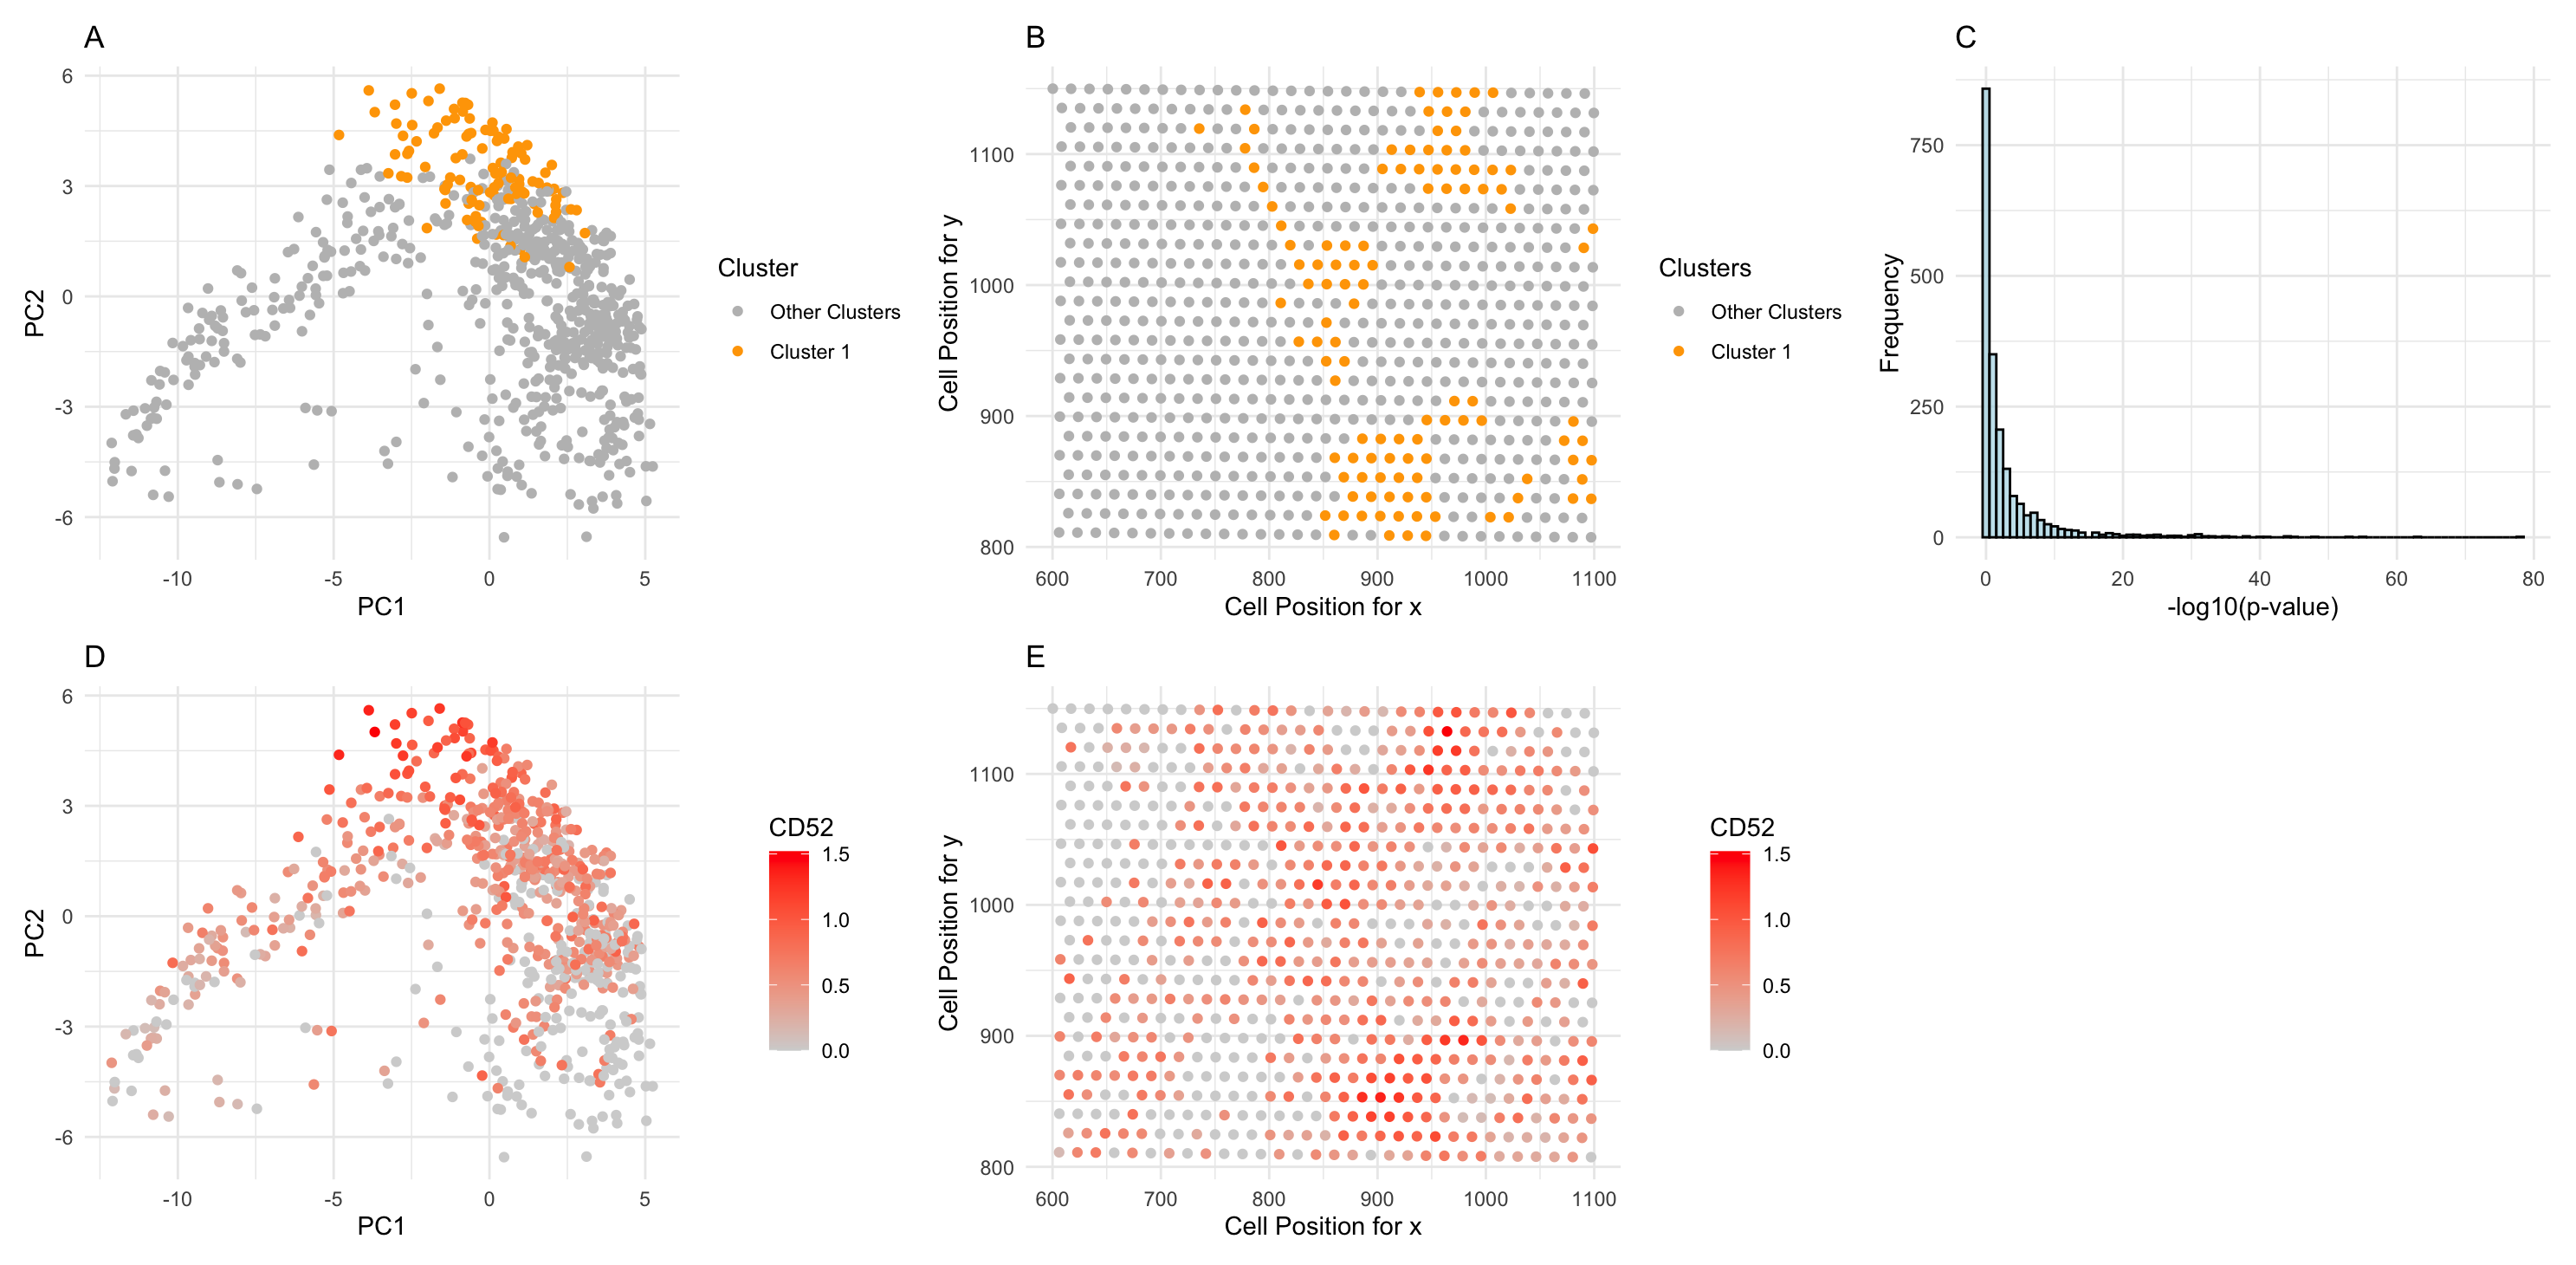 A
6
3
0
-3
-6
PC2
-10
-5
0
5
PC1
Cluster
Other Clusters
Cluster 1
B
1100
1000
900
800
Cell Position for y
600
700
800
900
1000
1100
Cell Position for x
Clusters
Other Clusters
Cluster 1
C
750
500
250
0
Frequency
0
20
40
60
80
-log10(p-value)
D
6
3
0
-3
-6
PC2
-10
-5
0
5
PC1
CD52
1.5
1.0
0.5
0.0
E
1100
1000
900
800
Cell Position for y
600
700
800
900
1000
1100
Cell Position for x
CD52
1.5
1.0
0.5
0.0